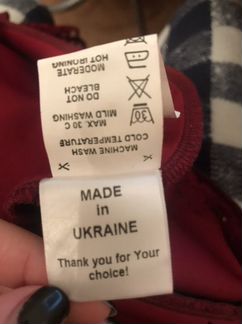 MACHINE WASH
COLD TEMPERATURE
MAX. 30 C
MILD WASHING
30
DO NOT
BLEACH
MODERATE
HOT IRONING
MADE
in
UKRAINE
Thank you for Your
choice!